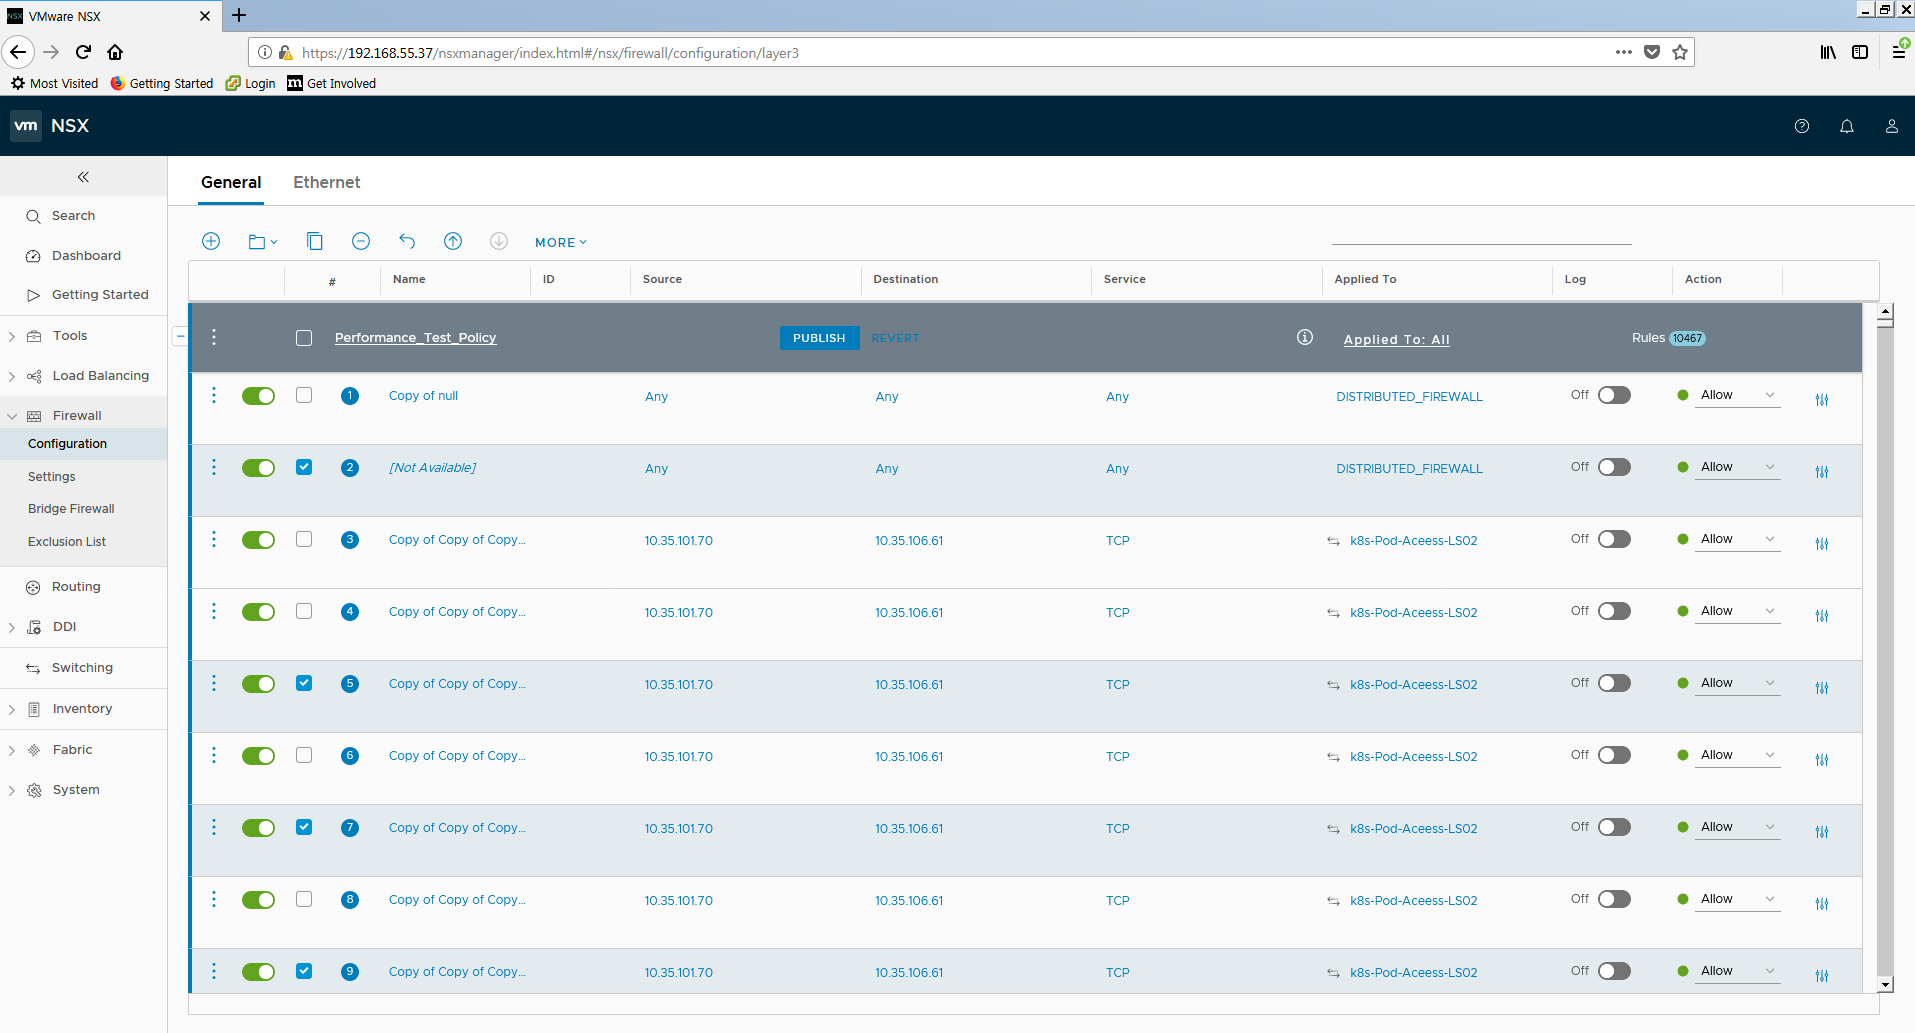 VMware NSX
https://192.168.55.37/nsxmanager/index.html#/nsx/firewall/configuration/layer3
Most Visited Getting Started Login Get Involved
vm NSX
Search
Dashboard
Getting Started
Tools
Load Balancing
Firewall
Configuration
Settings
Bridge Firewall
Exclusion List
Routing
DDI
Switching
Inventory
Fabric
System
General Ethernet
MORE
# Name ID Source Destination Service Applied To Log Action
Performance_Test_Policy PUBLISH REVERT Applied To: All Rules 10467
1 Copy of null Any Any Any DISTRIBUTED_FIREWALL Off Allow
2 [Not Available] Any Any Any DISTRIBUTED_FIREWALL Off Allow
3 Copy of Copy of Copy... 10.35.101.70 10.35.106.61 TCP k8s-Pod-Aceess-LS02 Off Allow
4 Copy of Copy of Copy... 10.35.101.70 10.35.106.61 TCP k8s-Pod-Aceess-LS02 Off Allow
5 Copy of Copy of Copy... 10.35.101.70 10.35.106.61 TCP k8s-Pod-Aceess-LS02 Off Allow
6 Copy of Copy of Copy... 10.35.101.70 10.35.106.61 TCP k8s-Pod-Aceess-LS02 Off Allow
7 Copy of Copy of Copy... 10.35.101.70 10.35.106.61 TCP k8s-Pod-Aceess-LS02 Off Allow
8 Copy of Copy of Copy... 10.35.101.70 10.35.106.61 TCP k8s-Pod-Aceess-LS02 Off Allow
9 Copy of Copy of Copy... 10.35.101.70 10.35.106.61 TCP k8s-Pod-Aceess-LS02 Off Allow